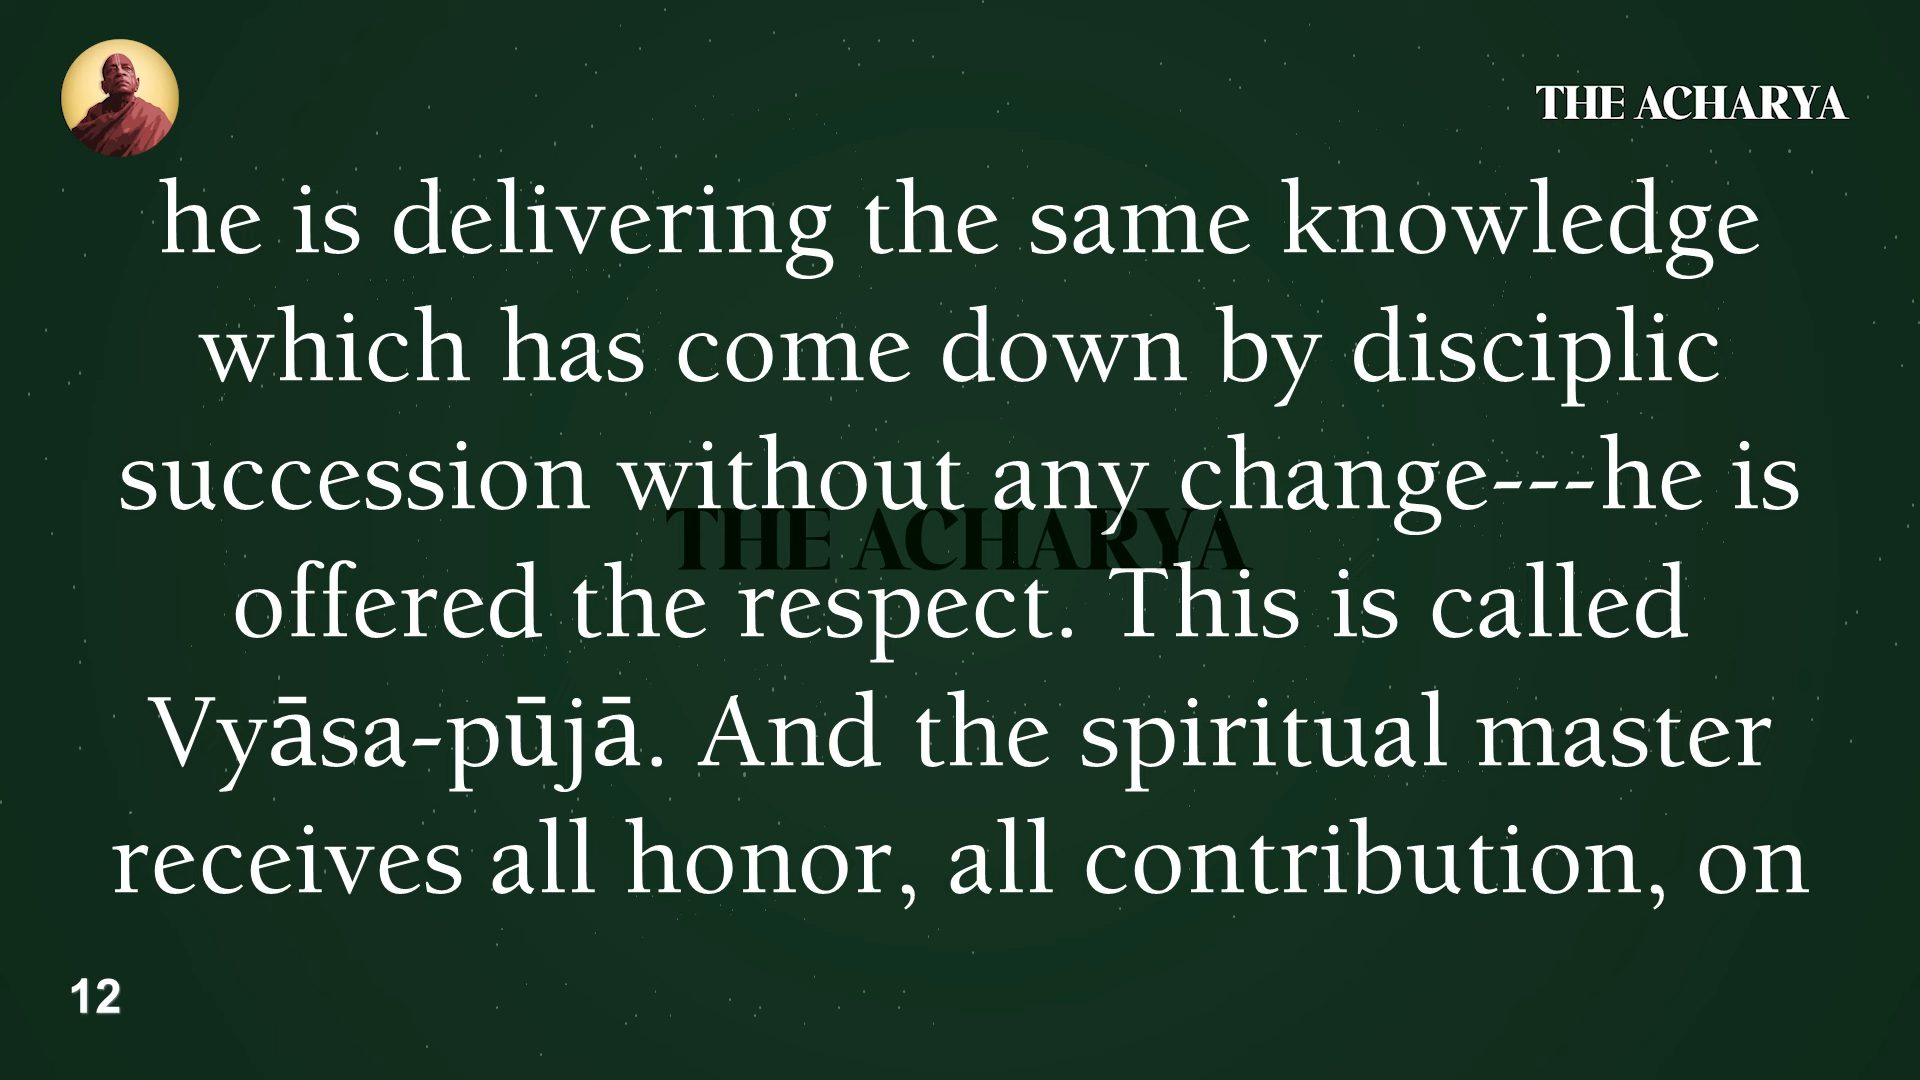 THE ACHARYA
he is delivering the same knowledge
which has come down by disciplic
succession without any change---he is
THE ACHARYA
offered the respect. This is called
Vyāsa-pūjā. And the spiritual master
receives all honor, all contribution, on
12